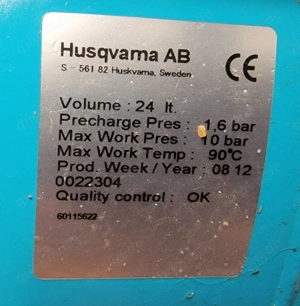 Husqvarna AB
S - 561 82 Huskvarna, Sweden
CE
Volume : 24 lt.
Precharge Pres : 1,6 bar
Max Work Pres : 10 bar
Max Work Temp : 90°C
Prod. Week / Year : 08 12
0022304
Quality control : OK
60115622